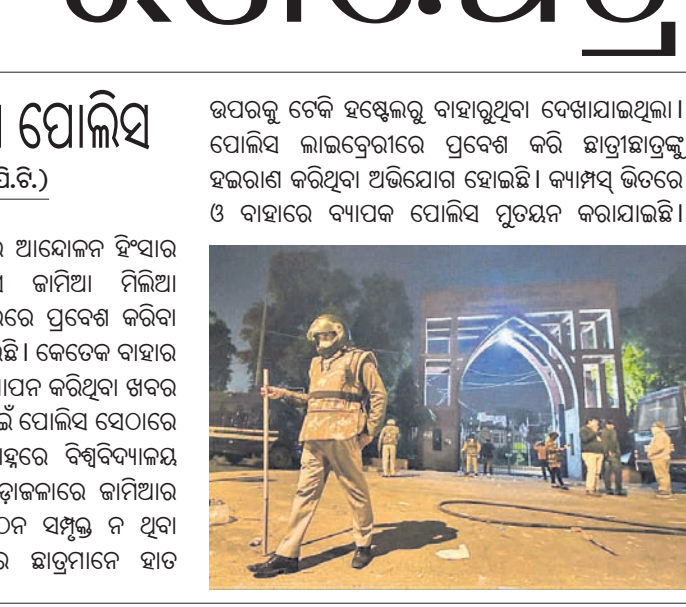 ପୋଲିସ
ପି.ଟି.)
ଆନ୍ଦୋଳନ ହିଂସାର
ଜାମିଆ ମିଲିଆ
ରେ ପ୍ରବେଶ କରିବା
ଛି। କେତେକ ବାହାର
ାପନ କରିଥିବା ଖବର
ପୋଲିସ ସେଠାରେ
ହ୍ନରେ ବିଶ୍ୱବିଦ୍ୟାଳୟ
ଡ଼ାଜଳାରେ ଜାମିଆର
ଠନ ସମ୍ପୃକ୍ତ ନ ଥିବା
ଛାତ୍ରମାନେ ହାତ
ଉପରକୁ ଟେକି ହଷ୍ଟେଲରୁ ବାହାରୁଥିବା ଦେଖାଯାଇଥିଲା।
ପୋଲିସ ଲାଇବ୍ରେରୀରେ ପ୍ରବେଶ କରି ଛାତ୍ରୀଛାତ୍ରଙ୍କୁ
ହଇରାଣ କରିଥିବା ଅଭିଯୋଗ ହୋଇଛି। କ୍ୟାମ୍ପସ୍ ଭିତରେ
ଓ ବାହାରେ ବ୍ୟାପକ ପୋଲିସ ମୁତୟନ କରାଯାଇଛି।